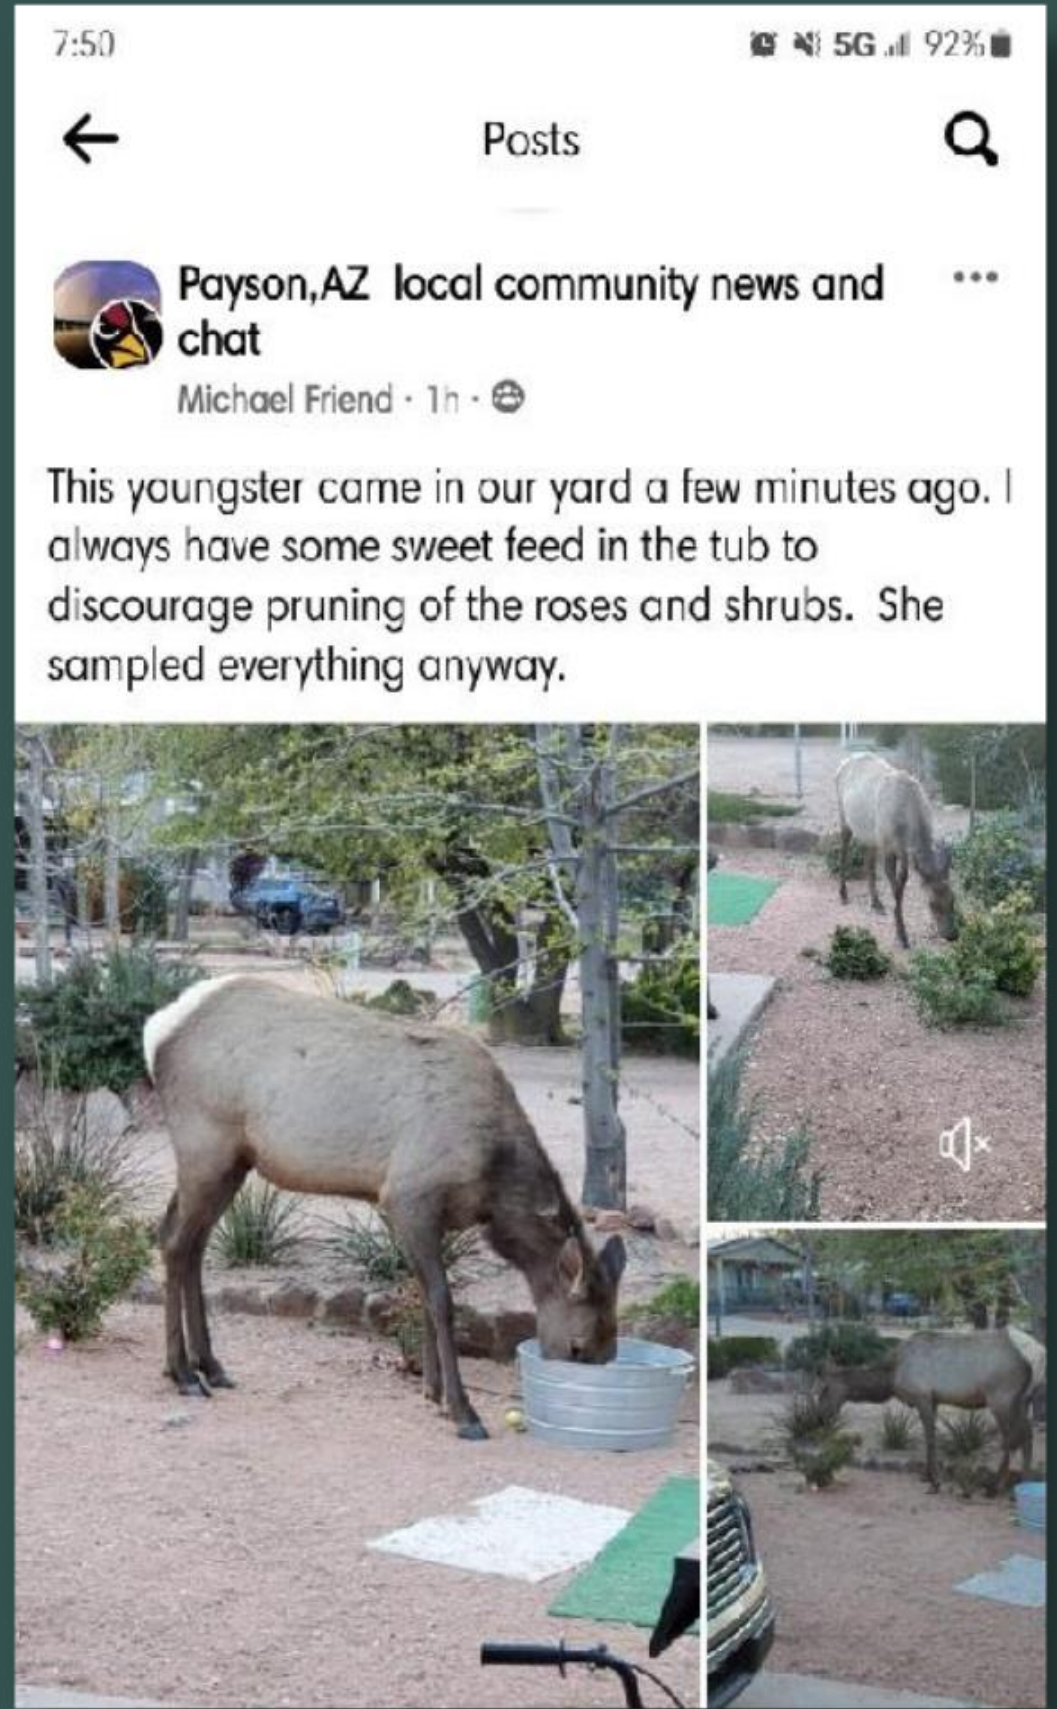 7:50 5G 92%
Posts
Payson,AZ local community news and
chat
Michael Friend · 1h ·
This youngster came in our yard a few minutes ago. I
always have some sweet feed in the tub to
discourage pruning of the roses and shrubs. She
sampled everything anyway.